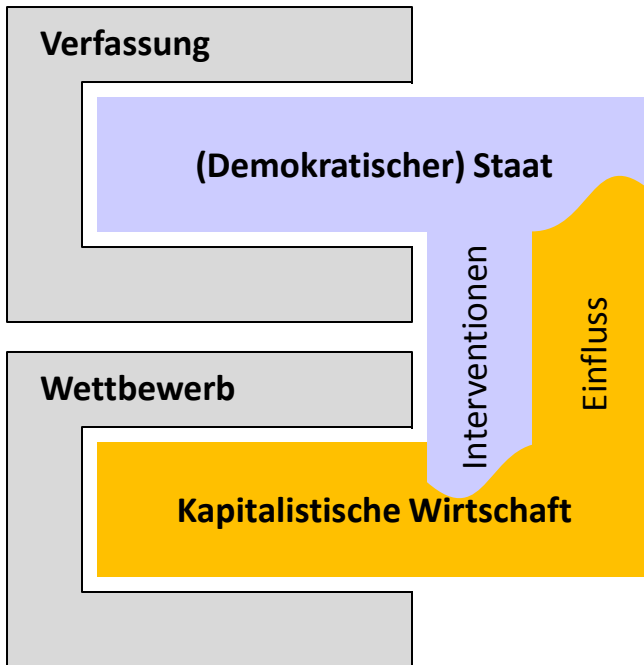 Verfassung
(Demokratischer) Staat
Interventionen
Einfluss
Wettbewerb
Kapitalistische Wirtschaft